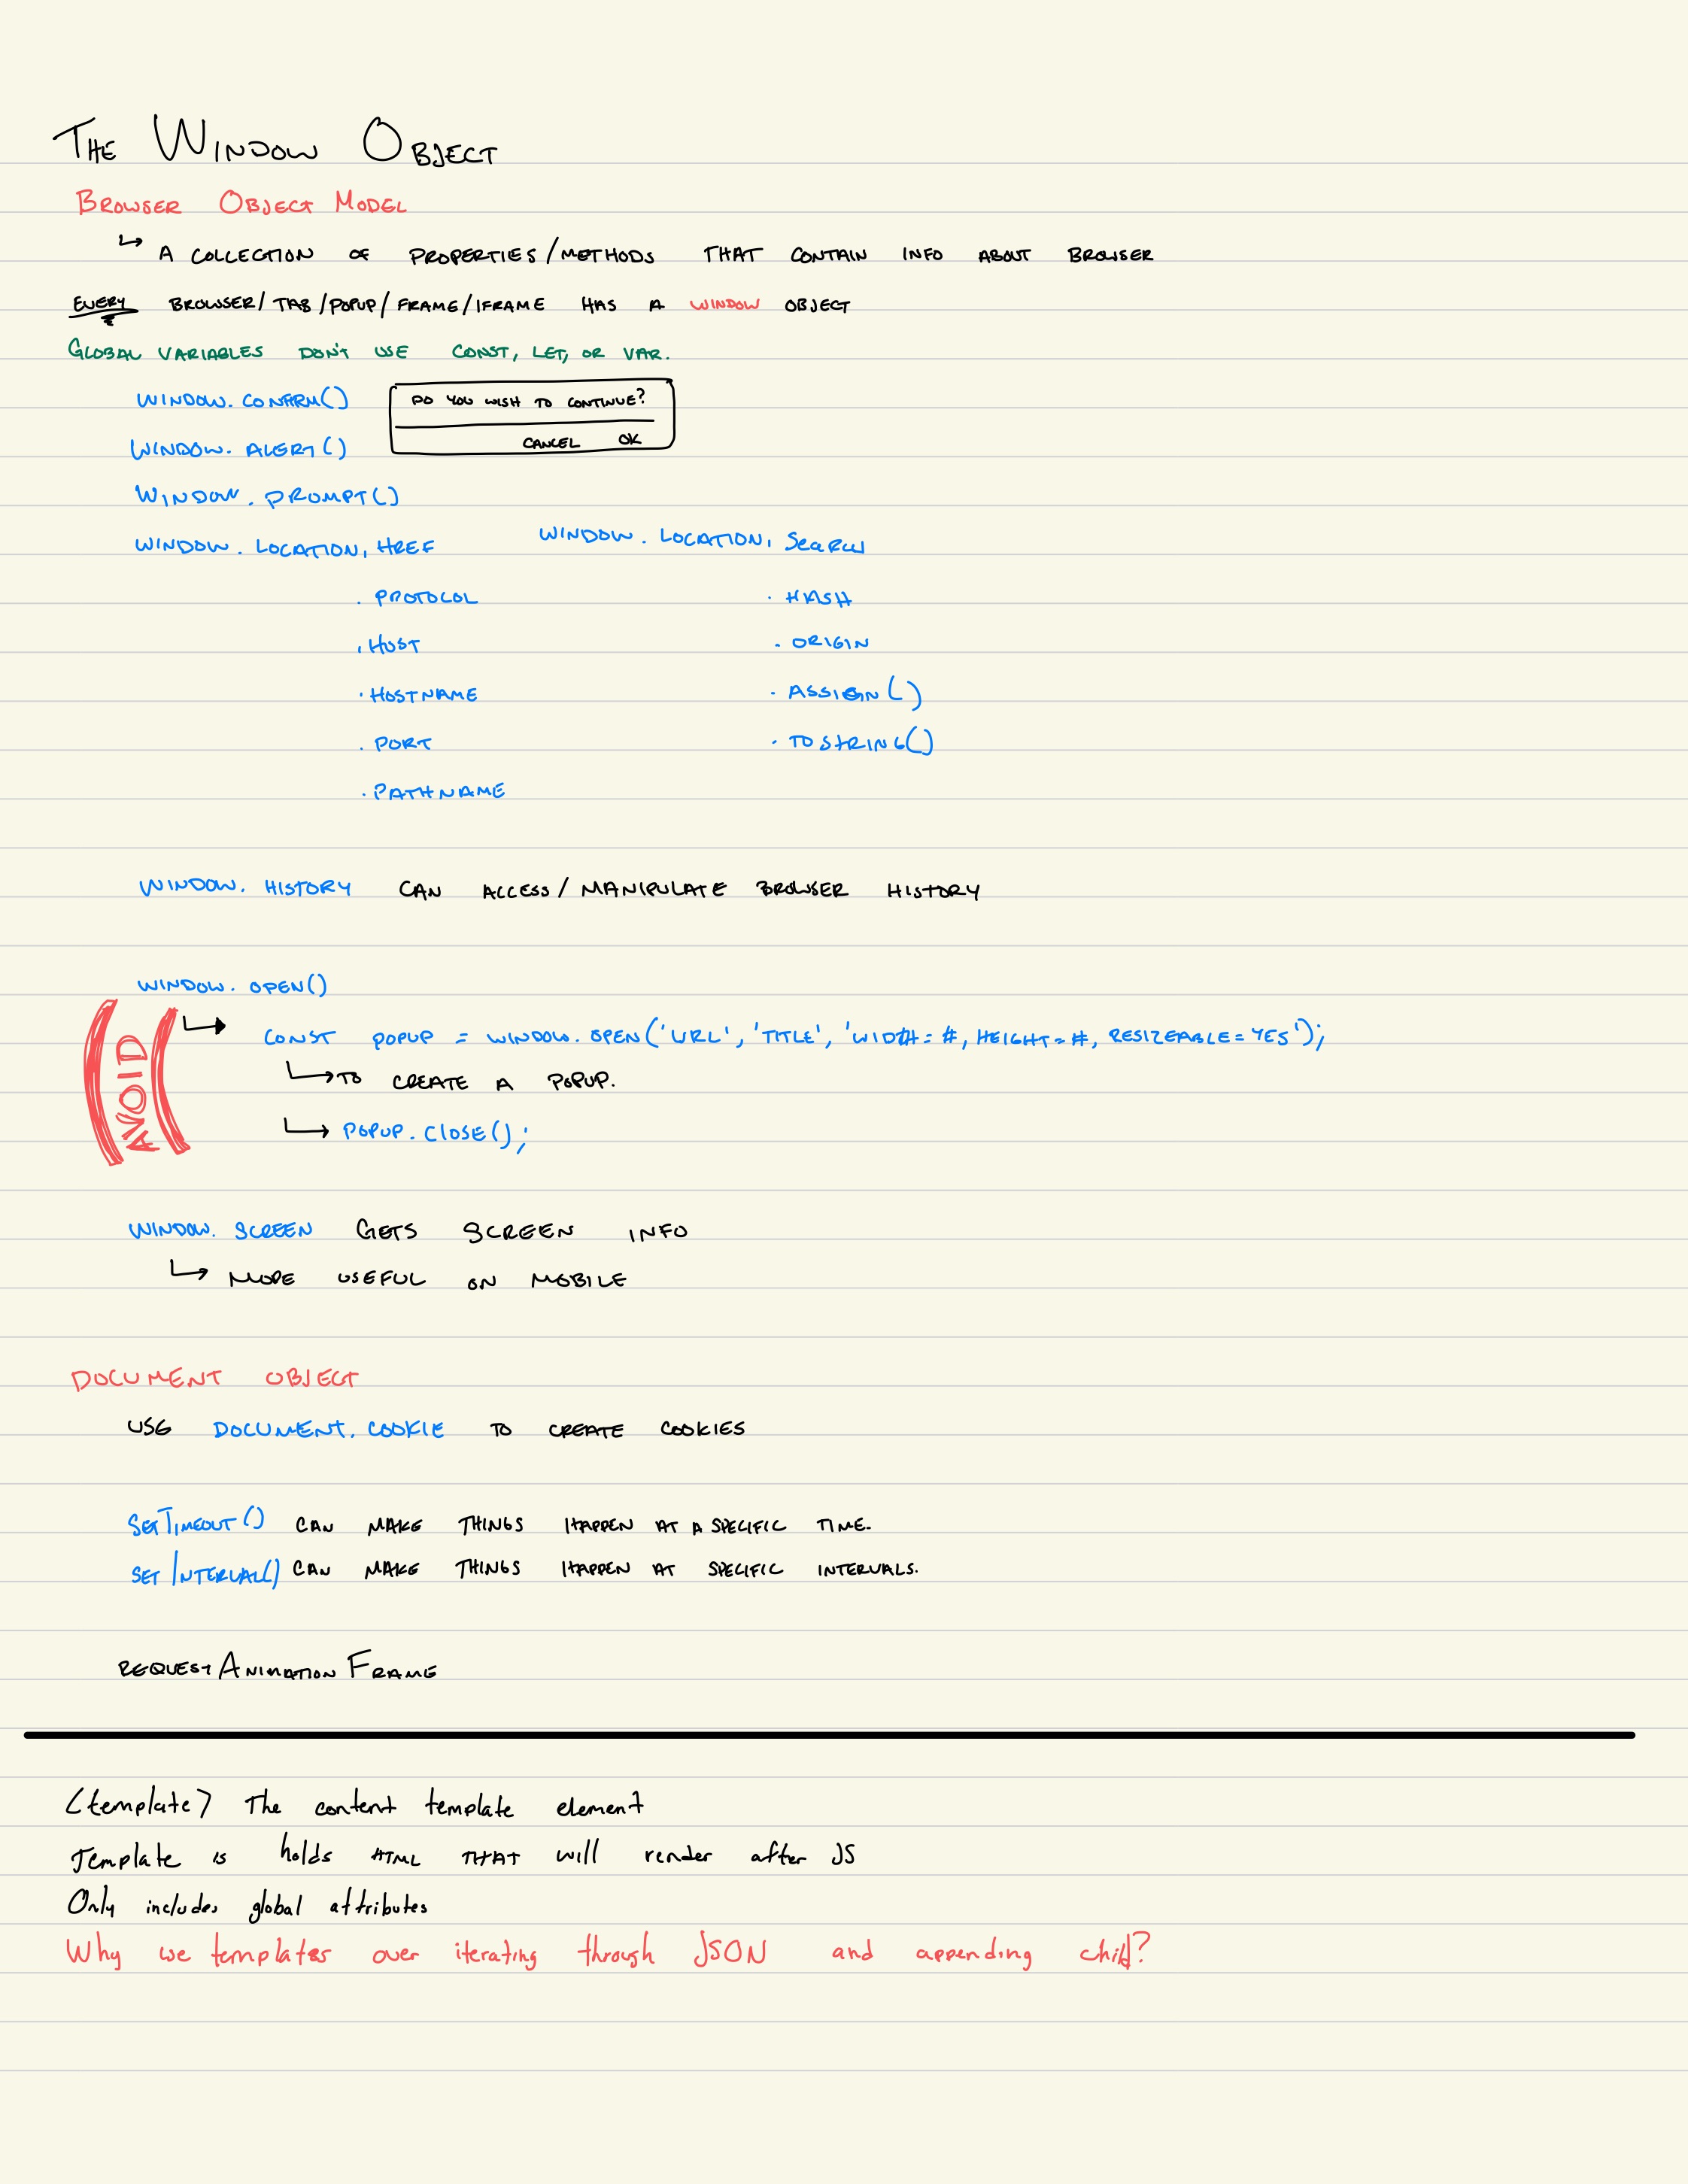 THE WINDOW OBJECT
BROWSER OBJECT MODEL
↳ A COLLECTION OF PROPERTIES/METHODS THAT CONTAIN INFO ABOUT BROWSER
EVERY BROWSER/TAB/POPUP/FRAME/IFRAME HAS A WINDOW OBJECT
GLOBAL VARIABLES DON'T USE CONST, LET, OR VAR.
WINDOW.CONFIRM()
DO YOU WISH TO CONTINUE?
CANCEL OK
WINDOW.ALERT()
WINDOW.PROMPT()
WINDOW.LOCATION.HREF
.PROTOCOL
.HOST
.HOSTNAME
.PORT
.PATHNAME
WINDOW.LOCATION.SEARCH
.HASH
.ORIGIN
.ASSIGN()
.TOSTRING()
WINDOW.HISTORY CAN ACCESS/MANIPULATE BROWSER HISTORY
WINDOW.OPEN()
AVOID
↳ CONST POPUP = WINDOW.OPEN('URL', 'TITLE', 'WIDTH=#, HEIGHT=#, RESIZEABLE=YES');
↳ TO CREATE A POPUP.
↳ POPUP.CLOSE();
WINDOW.SCREEN GETS SCREEN INFO
↳ MORE USEFUL ON MOBILE
DOCUMENT OBJECT
USE DOCUMENT.COOKIE TO CREATE COOKIES
SETTIMEOUT() CAN MAKE THINGS HAPPEN AT A SPECIFIC TIME.
SETINTERVAL() CAN MAKE THINGS HAPPEN AT SPECIFIC INTERVALS.
REQUESTANIMATIONFRAME
<template> The content template element
Template is holds HTML THAT will render after JS
Only includes global attributes
Why we templates over iterating through JSON and appending child?